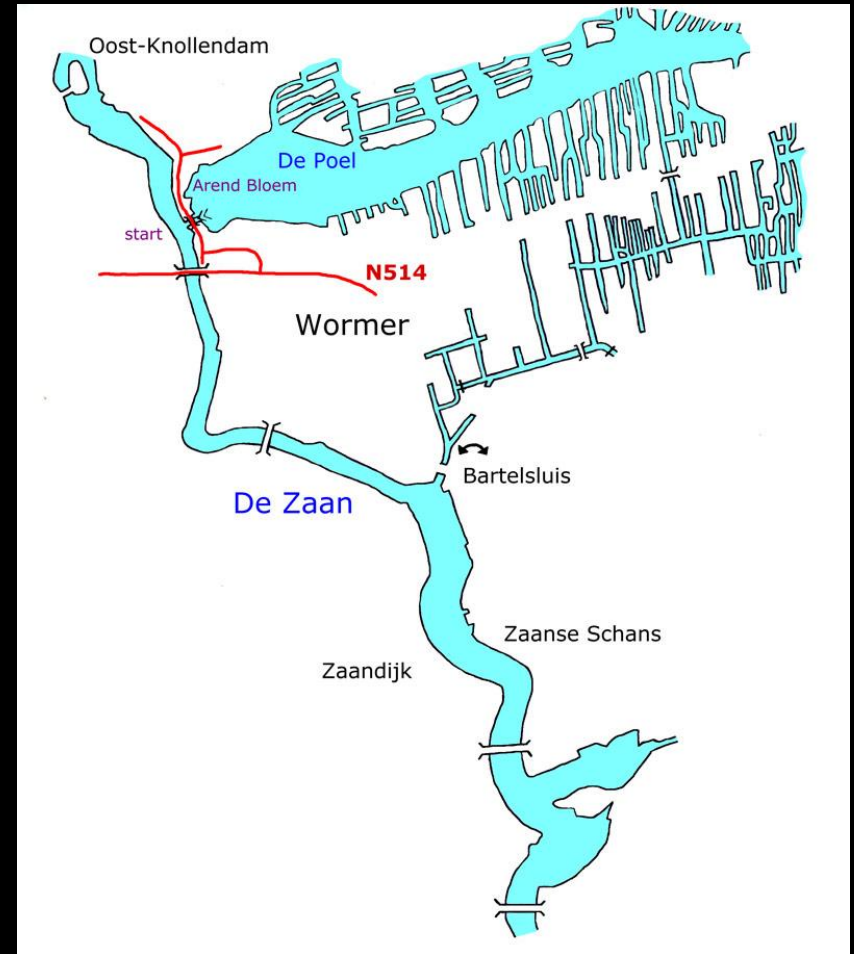 Oost-Knollendam
De Poel
Arend Bloem
start
N514
Wormer
Bartelsluis
De Zaan
Zaanse Schans
Zaandijk